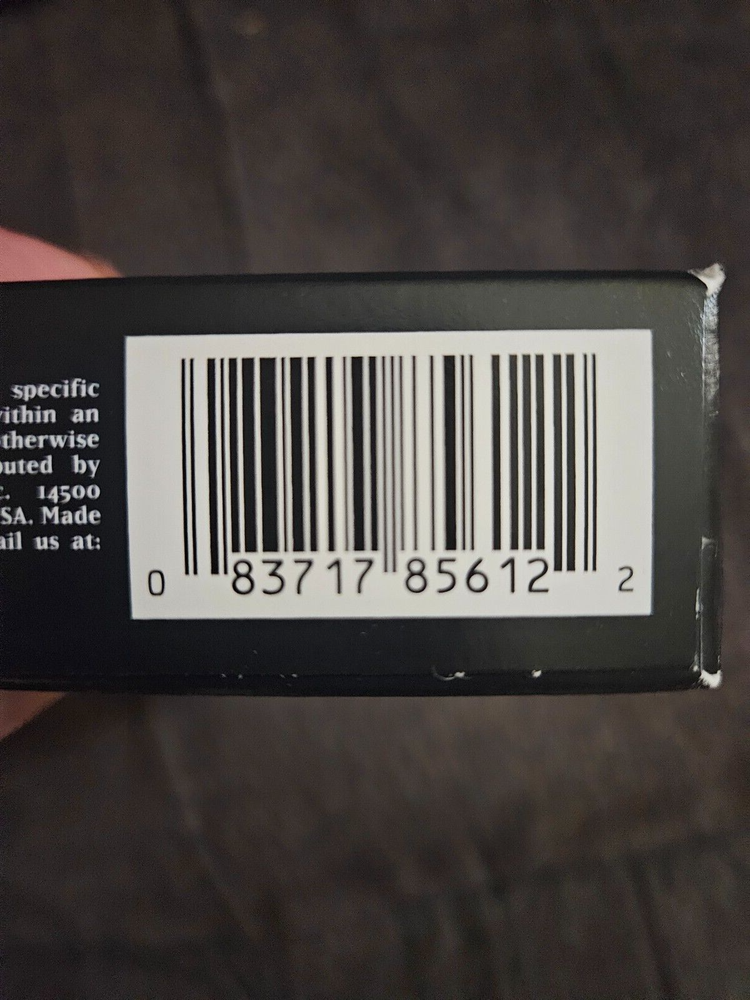 specific
within an
otherwise
buted by
c. 14500
SA. Made
ail us at:
0 83717 85612 2